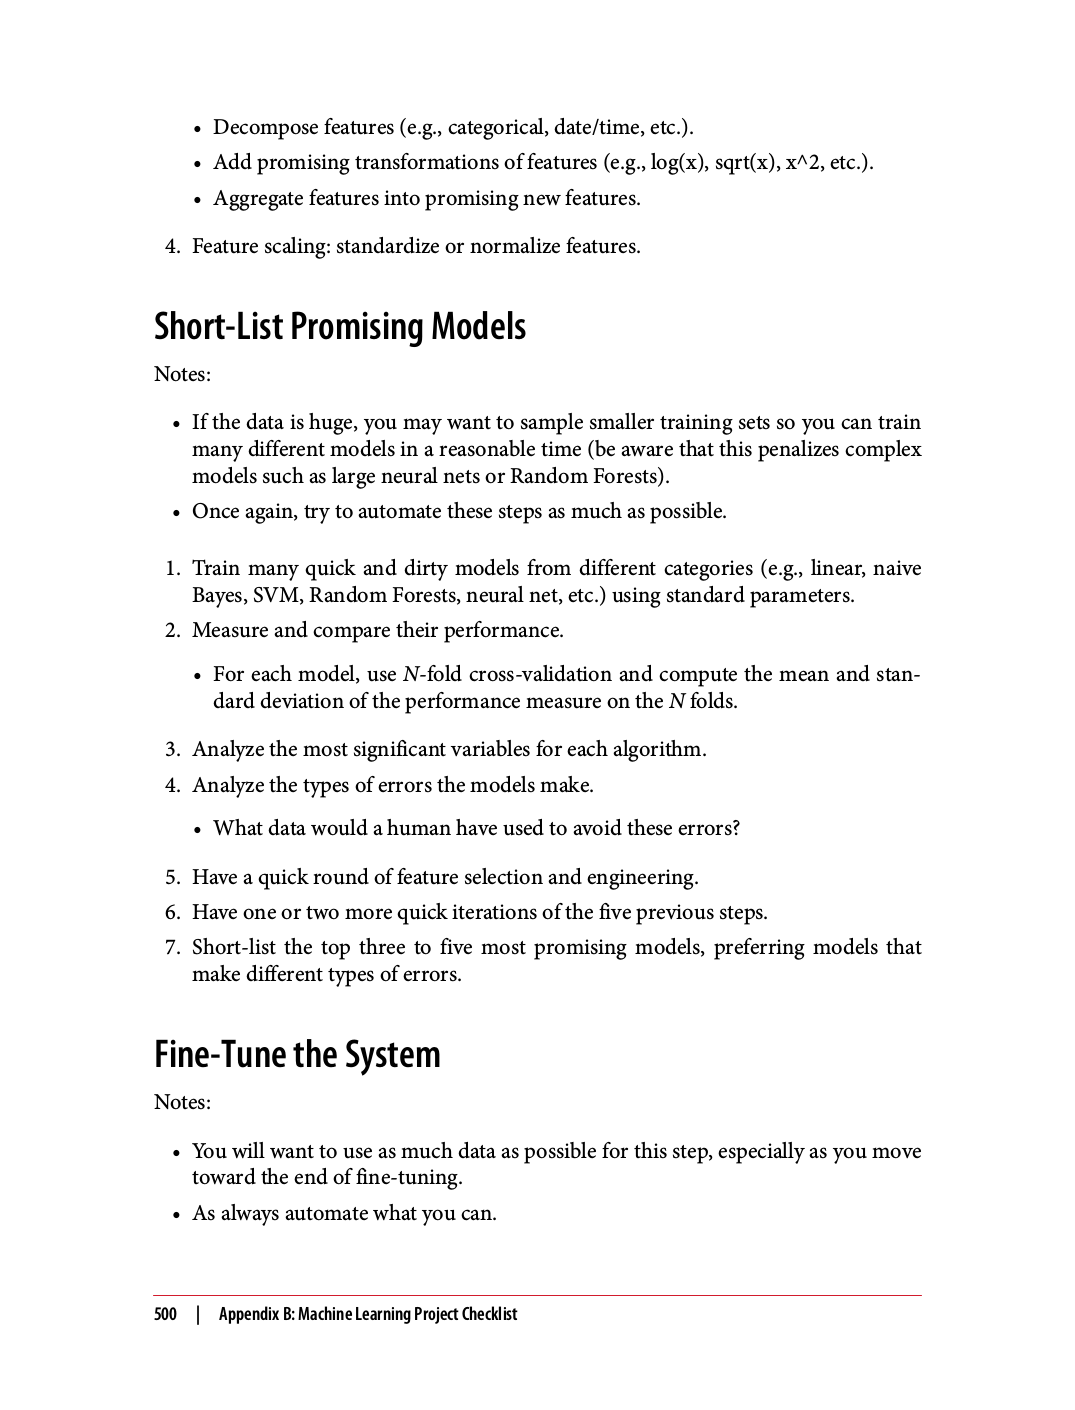 • Decompose features (e.g., categorical, date/time, etc.).
• Add promising transformations of features (e.g., log(x), sqrt(x), x^2, etc.).
• Aggregate features into promising new features.
4. Feature scaling: standardize or normalize features.
Short-List Promising Models
Notes:
• If the data is huge, you may want to sample smaller training sets so you can train
many different models in a reasonable time (be aware that this penalizes complex
models such as large neural nets or Random Forests).
• Once again, try to automate these steps as much as possible.
1. Train many quick and dirty models from different categories (e.g., linear, naive
Bayes, SVM, Random Forests, neural net, etc.) using standard parameters.
2. Measure and compare their performance.
• For each model, use N-fold cross-validation and compute the mean and stan-
dard deviation of the performance measure on the N folds.
3. Analyze the most significant variables for each algorithm.
4. Analyze the types of errors the models make.
• What data would a human have used to avoid these errors?
5. Have a quick round of feature selection and engineering.
6. Have one or two more quick iterations of the five previous steps.
7. Short-list the top three to five most promising models, preferring models that
make different types of errors.
Fine-Tune the System
Notes:
• You will want to use as much data as possible for this step, especially as you move
toward the end of fine-tuning.
• As always automate what you can.
500 | Appendix B: Machine Learning Project Checklist